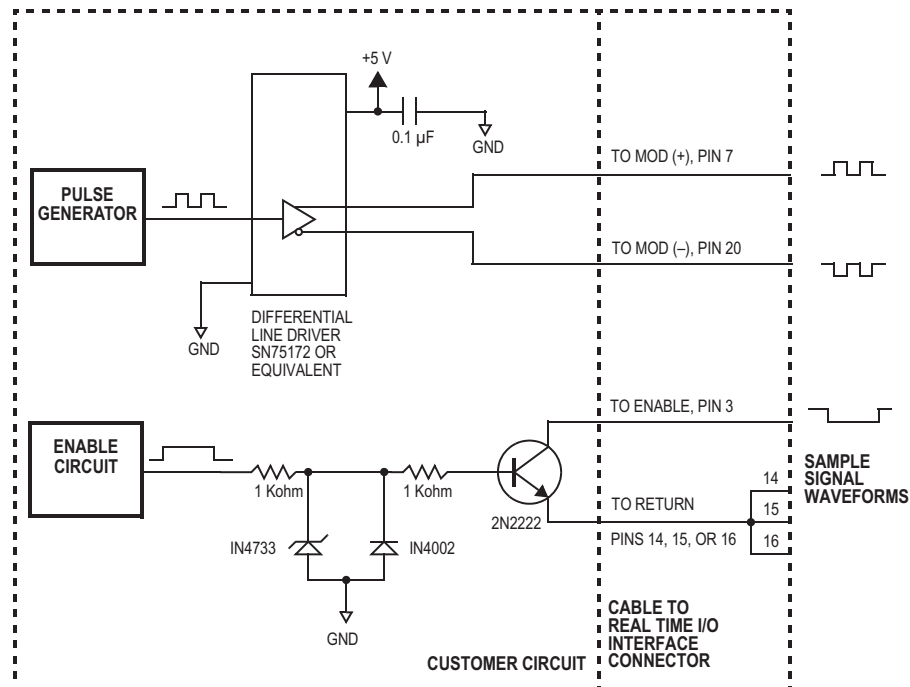 +5 V
0.1 µF
GND
TO MOD (+), PIN 7
PULSE
GENERATOR
TO MOD (–), PIN 20
GND
DIFFERENTIAL
LINE DRIVER
SN75172 OR
EQUIVALENT
TO ENABLE, PIN 3
ENABLE
CIRCUIT
SAMPLE
SIGNAL
WAVEFORMS
1 Kohm
1 Kohm
2N2222
TO RETURN
PINS 14, 15, OR 16
14
15
16
IN4733
IN4002
GND
CUSTOMER CIRCUIT
CABLE TO
REAL TIME I/O
INTERFACE
CONNECTOR